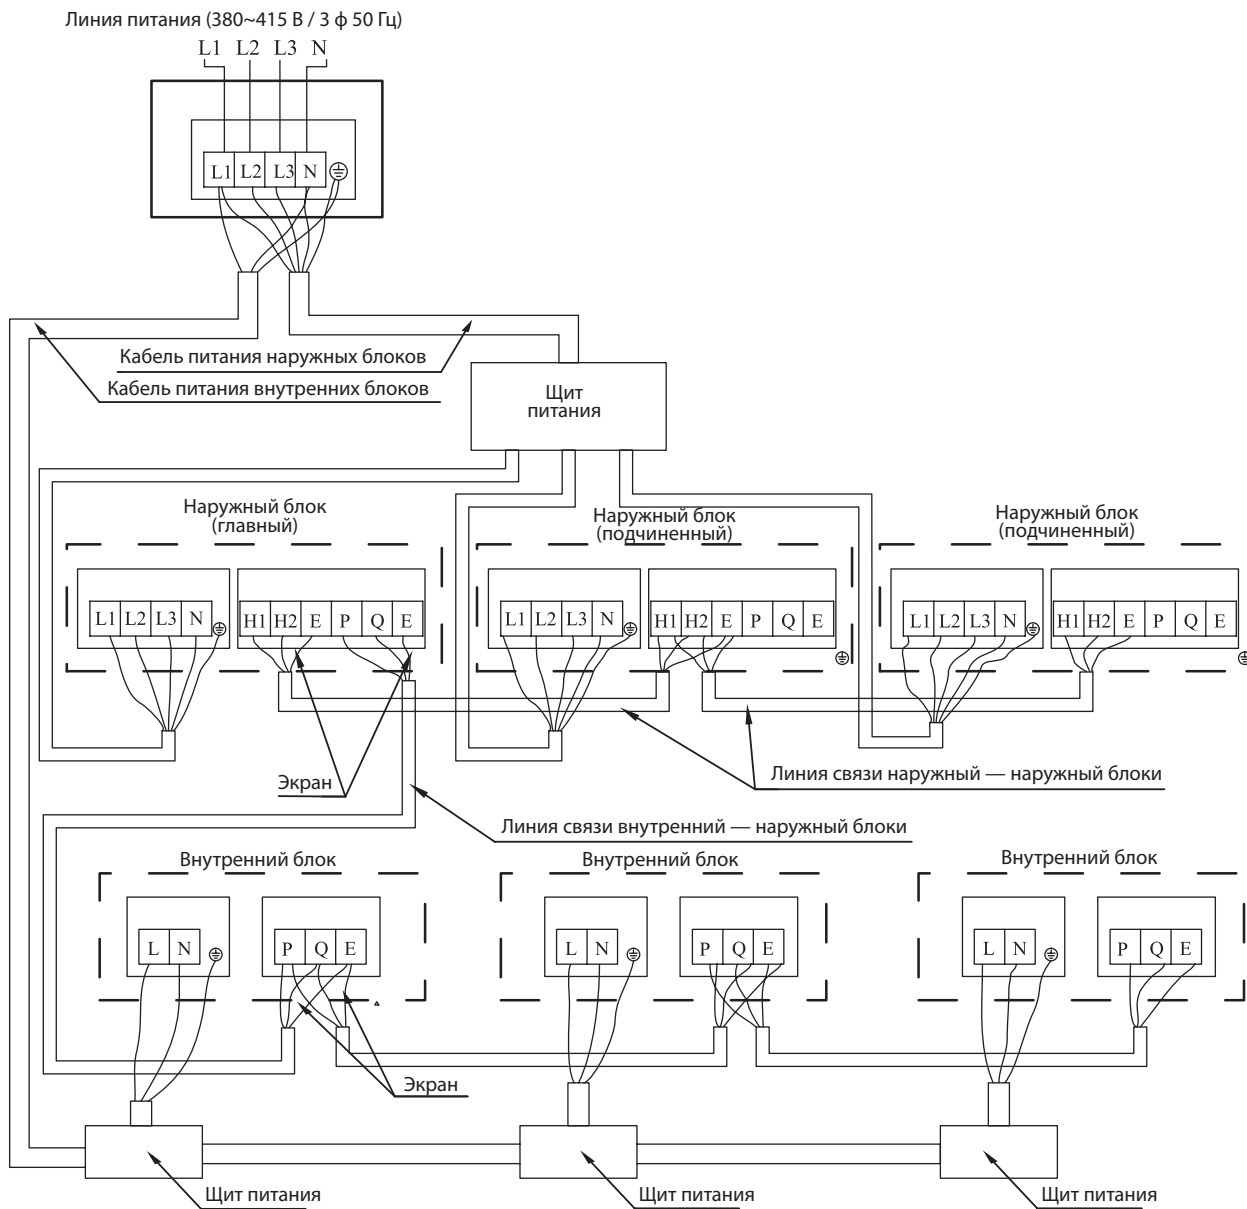 Линия питания (380~415 В / 3 ф 50 Гц)
L1 L2 L3 N
L1 L2 L3 N
Кабель питания наружных блоков
Кабель питания внутренних блоков
Щит
питания
Наружный блок
(главный)
Наружный блок
(подчиненный)
Наружный блок
(подчиненный)
L1 L2 L3 N
H1 H2 E P Q E
L1 L2 L3 N
H1 H2 E P Q E
L1 L2 L3 N
H1 H2 E P Q E
Экран
Линия связи наружный — наружный блоки
Линия связи внутренний — наружный блоки
Внутренний блок
Внутренний блок
Внутренний блок
L N
P Q E
L N
P Q E
L N
P Q E
Экран
Щит питания
Щит питания
Щит питания